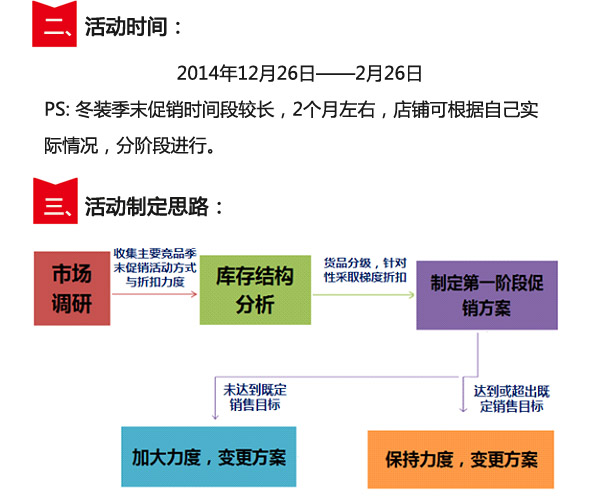 二、活动时间：
2014年12月26日——2月26日
PS: 冬装季末促销时间段较长，2个月左右，店铺可根据自己实
际情况，分阶段进行。
三、活动制定思路：
市场
调研
收集主要竞品季
末促销活动方式
与折扣力度
库存结构
分析
货品分级，针对
性采取梯度折扣
制定第一阶段促
销方案
未达到既定
销售目标
达到或超出既
定销售目标
加大力度，变更方案
保持力度，变更方案